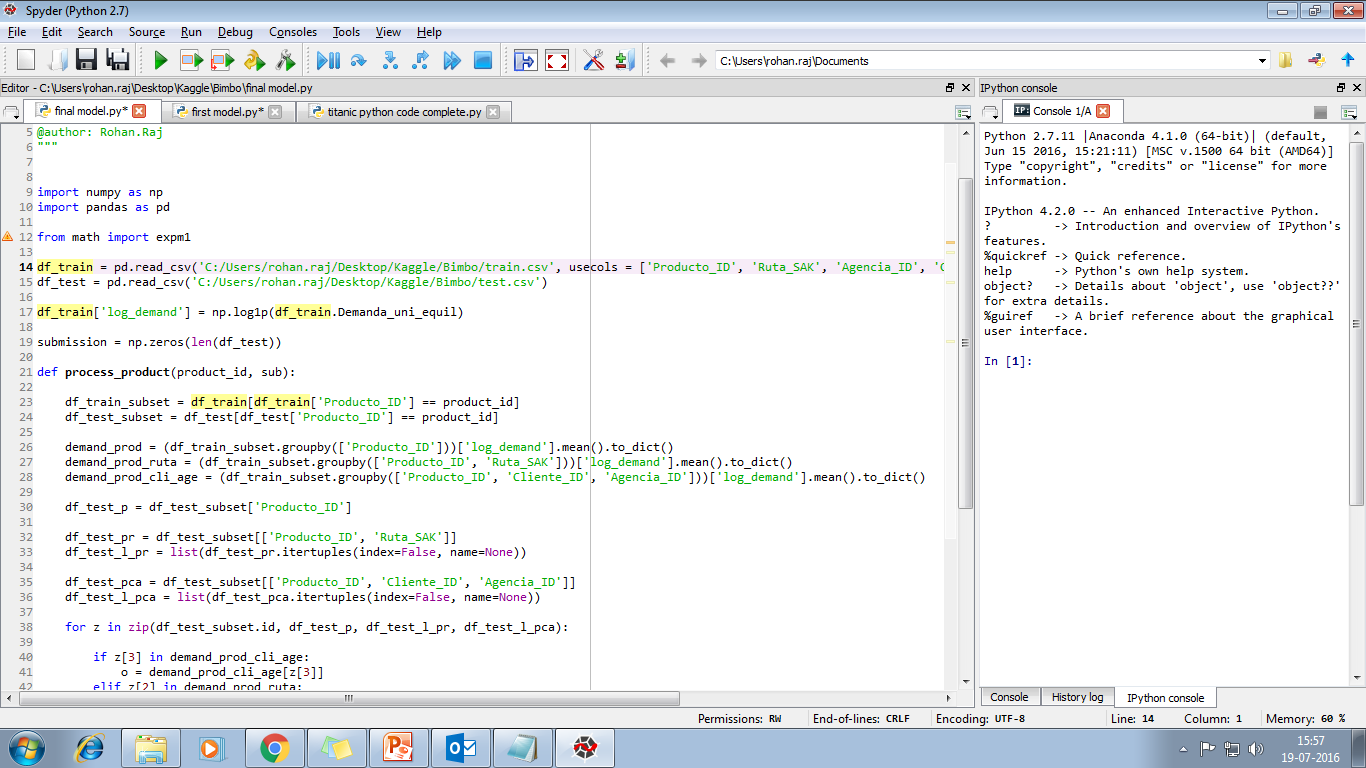 Spyder (Python 2.7)
File Edit Search Source Run Debug Consoles Tools View Help
C:\Users\rohan.raj\Documents
Editor - C:\Users\rohan.raj\Desktop\Kaggle\Bimbo\final model.py
final model.py* first model.py* titanic python code complete.py
5 @author: Rohan.Raj
6 """
7
8
9 import numpy as np
10 import pandas as pd
11
12 from math import expm1
13
14 df_train = pd.read_csv('C:/Users/rohan.raj/Desktop/Kaggle/Bimbo/train.csv', usecols = ['Producto_ID', 'Ruta_SAK', 'Agencia_ID', 'C
15 df_test = pd.read_csv('C:/Users/rohan.raj/Desktop/Kaggle/Bimbo/test.csv')
16
17 df_train['log_demand'] = np.log1p(df_train.Demanda_uni_equil)
18
19 submission = np.zeros(len(df_test))
20
21 def process_product(product_id, sub):
22
23 df_train_subset = df_train[df_train['Producto_ID'] == product_id]
24 df_test_subset = df_test[df_test['Producto_ID'] == product_id]
25
26 demand_prod = (df_train_subset.groupby(['Producto_ID']))['log_demand'].mean().to_dict()
27 demand_prod_ruta = (df_train_subset.groupby(['Producto_ID', 'Ruta_SAK']))['log_demand'].mean().to_dict()
28 demand_prod_cli_age = (df_train_subset.groupby(['Producto_ID', 'Cliente_ID', 'Agencia_ID']))['log_demand'].mean().to_dict()
29
30 df_test_p = df_test_subset['Producto_ID']
31
32 df_test_pr = df_test_subset[['Producto_ID', 'Ruta_SAK']]
33 df_test_l_pr = list(df_test_pr.itertuples(index=False, name=None))
34
35 df_test_pca = df_test_subset[['Producto_ID', 'Cliente_ID', 'Agencia_ID']]
36 df_test_l_pca = list(df_test_pca.itertuples(index=False, name=None))
37
38 for z in zip(df_test_subset.id, df_test_p, df_test_l_pr, df_test_l_pca):
39
40 if z[3] in demand_prod_cli_age:
41 o = demand_prod_cli_age[z[3]]
42 elif z[2] in demand_prod_ruta:
IPython console
Console 1/A
Python 2.7.11 |Anaconda 4.1.0 (64-bit)| (default,
Jun 15 2016, 15:21:11) [MSC v.1500 64 bit (AMD64)]
Type "copyright", "credits" or "license" for more
information.
IPython 4.2.0 -- An enhanced Interactive Python.
? -> Introduction and overview of IPython's
features.
%quickref -> Quick reference.
help -> Python's own help system.
object? -> Details about 'object', use 'object??'
for extra details.
%guiref -> A brief reference about the graphical
user interface.
In [1]:
Console History log IPython console
Permissions: RW End-of-lines: CRLF Encoding: UTF-8 Line: 14 Column: 1 Memory: 60 %
15:57
19-07-2016